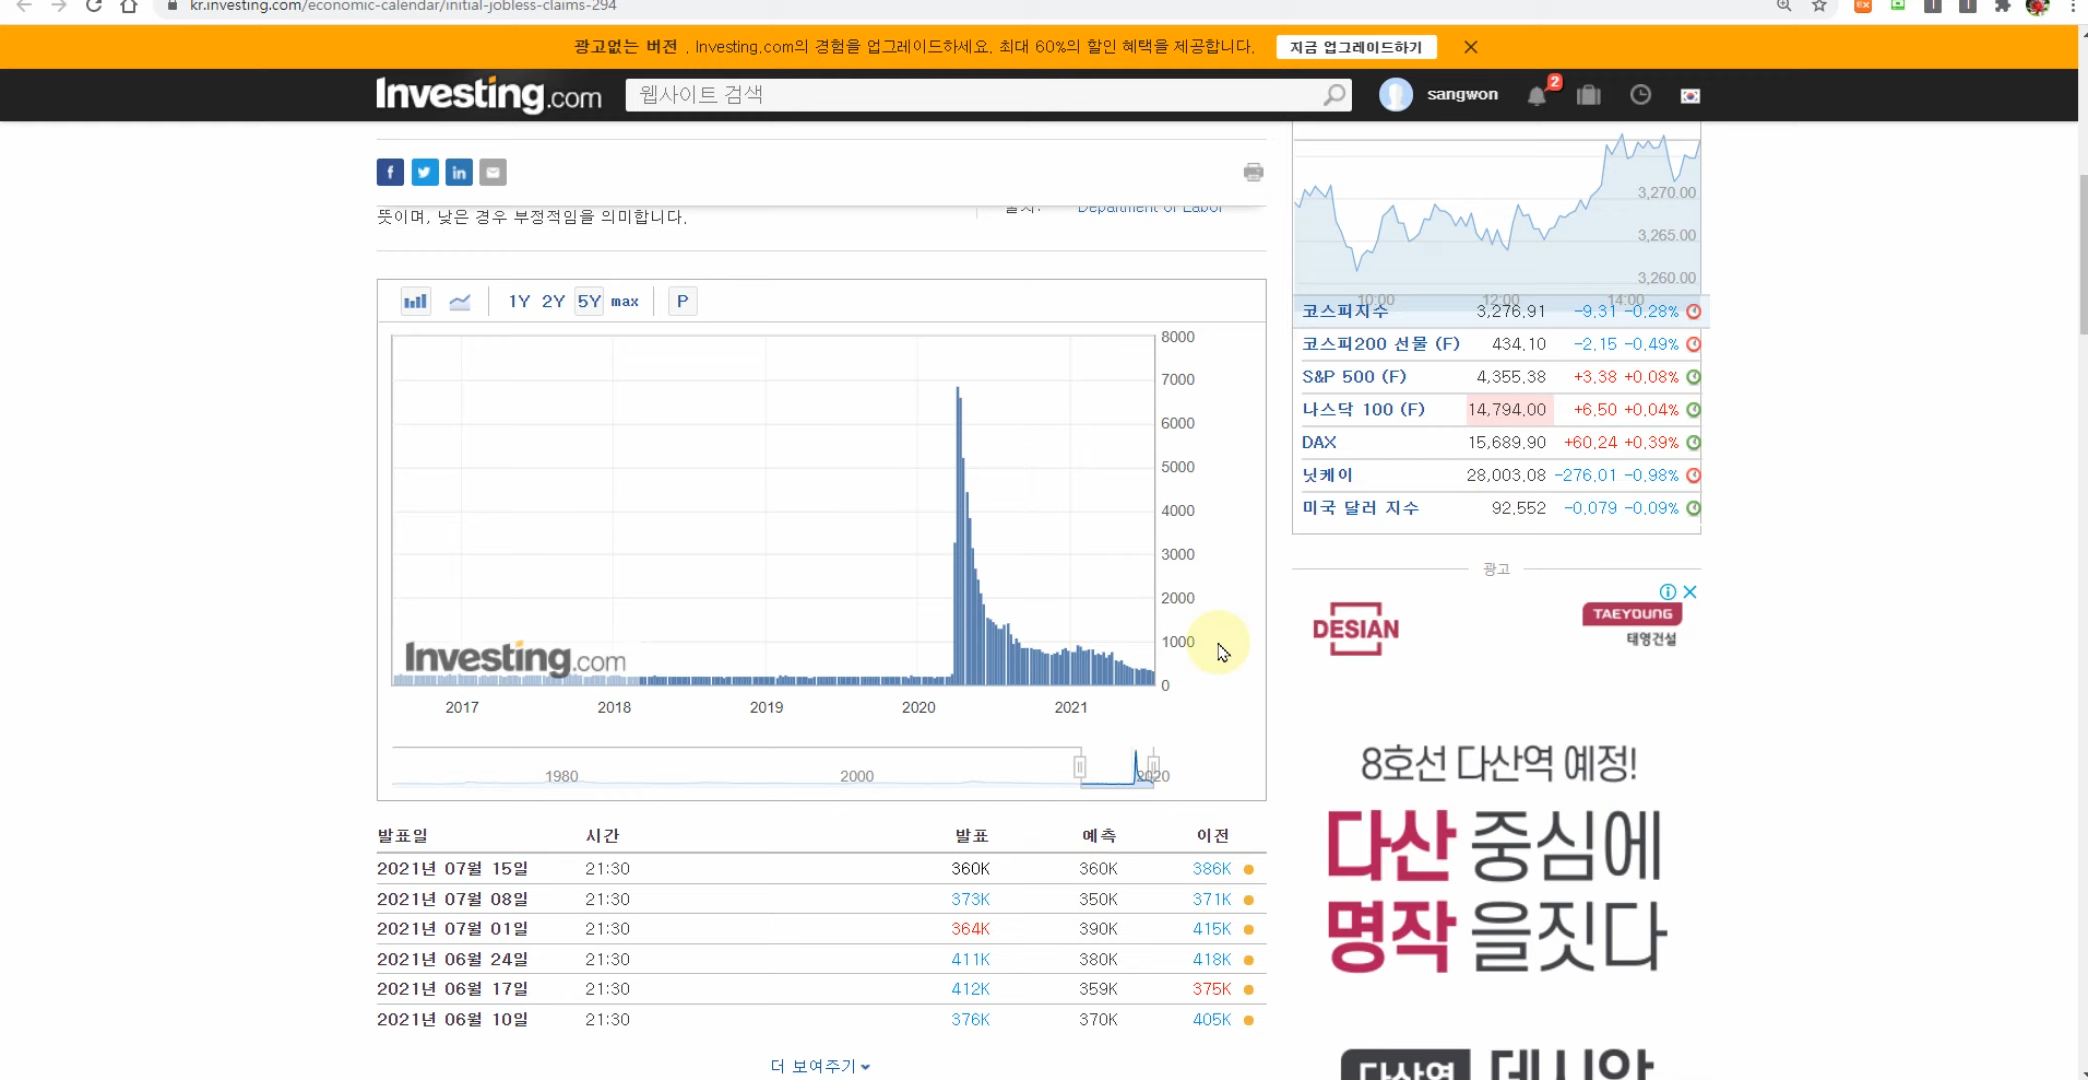 kr.investing.com/economic-calendar/initial-jobless-claims-294
광고없는 버전 . Investing.com의 경험을 업그레이드하세요. 최대 60%의 할인 혜택을 제공합니다. 지금 업그레이드하기
Investing.com 웹사이트 검색 sangwon 2
뜻이며, 낮은 경우 부정적임을 의미합니다.
출처: Department of Labor
1Y 2Y 5Y max P
8000
7000
6000
5000
4000
3000
2000
1000
0
Investing.com
2017 2018 2019 2020 2021
1980 2000 2020
발표일 시간 발표 예측 이전
2021년 07월 15일 21:30 360K 360K 386K
2021년 07월 08일 21:30 373K 350K 371K
2021년 07월 01일 21:30 364K 390K 415K
2021년 06월 24일 21:30 411K 380K 418K
2021년 06월 17일 21:30 412K 359K 375K
2021년 06월 10일 21:30 376K 370K 405K
더 보여주기
3,270.00
3,265.00
3,260.00
10:00 12:00 14:00
코스피지수 3,276.91 -9.31 -0.28%
코스피200 선물 (F) 434.10 -2.15 -0.49%
S&P 500 (F) 4,355.38 +3.38 +0.08%
나스닥 100 (F) 14,794.00 +6.50 +0.04%
DAX 15,689.90 +60.24 +0.39%
닛케이 28,003.08 -276.01 -0.98%
미국 달러 지수 92.552 -0.079 -0.09%
광고
DESIAN
TAEYOUNG
태영건설
8호선 다산역 예정!
다산 중심에
명작을짓다
다산역 데시앙